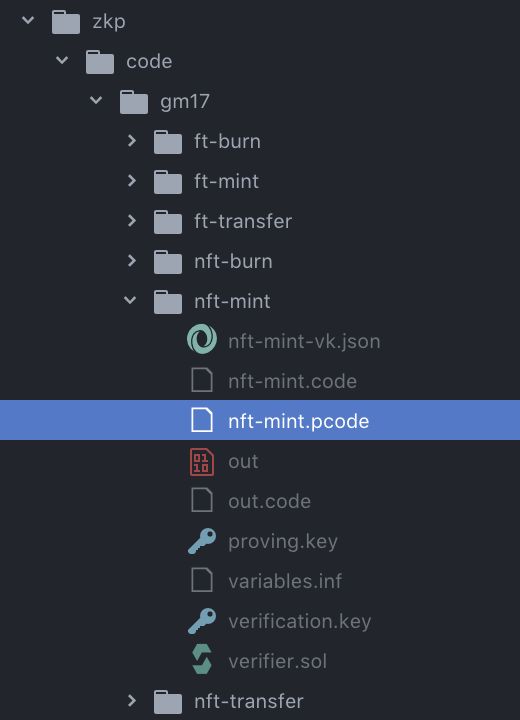 zkp
code
gm17
ft-burn
ft-mint
ft-transfer
nft-burn
nft-mint
nft-mint-vk.json
nft-mint.code
nft-mint.pcode
out
out.code
proving.key
variables.inf
verification.key
verifier.sol
nft-transfer